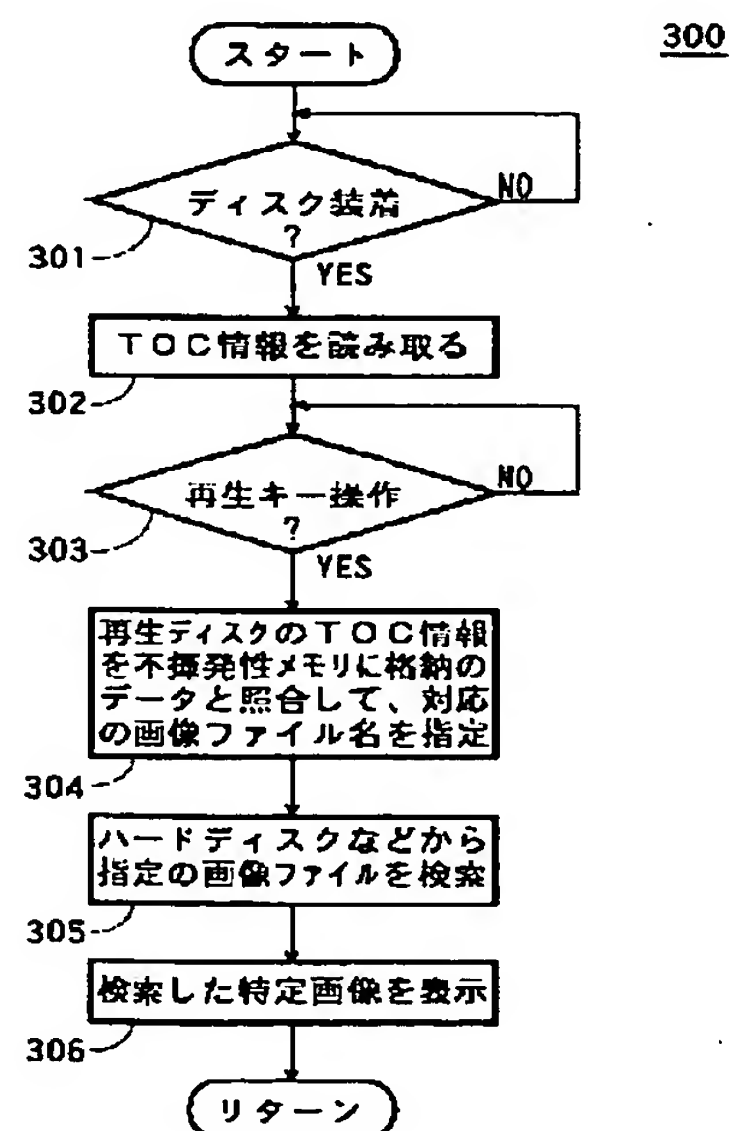 300
スタート
ディスク装着
?
NO
301
YES
TOC情報を読み取る
302
再生キー操作
?
NO
303
YES
再生ディスクのTOC情報
を不揮発性メモリに格納の
データと照合して、対応
の画像ファイル名を指定
304
ハードディスクなどから
指定の画像ファイルを検索
305
検索した特定画像を表示
306
リターン